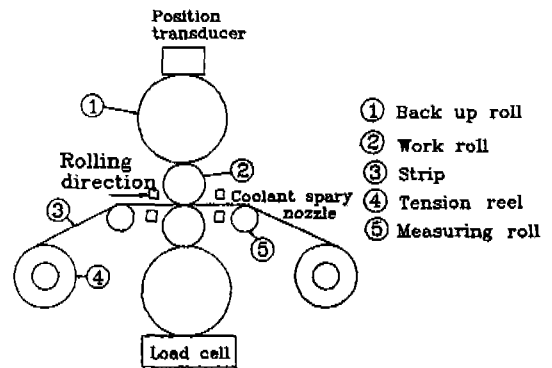 Position
transducer
①
Rolling
direction
②
③
Coolant spary
nozzle
④
⑤
Load cell
① Back up roll
② Work roll
③ Strip
④ Tension reel
⑤ Measuring roll